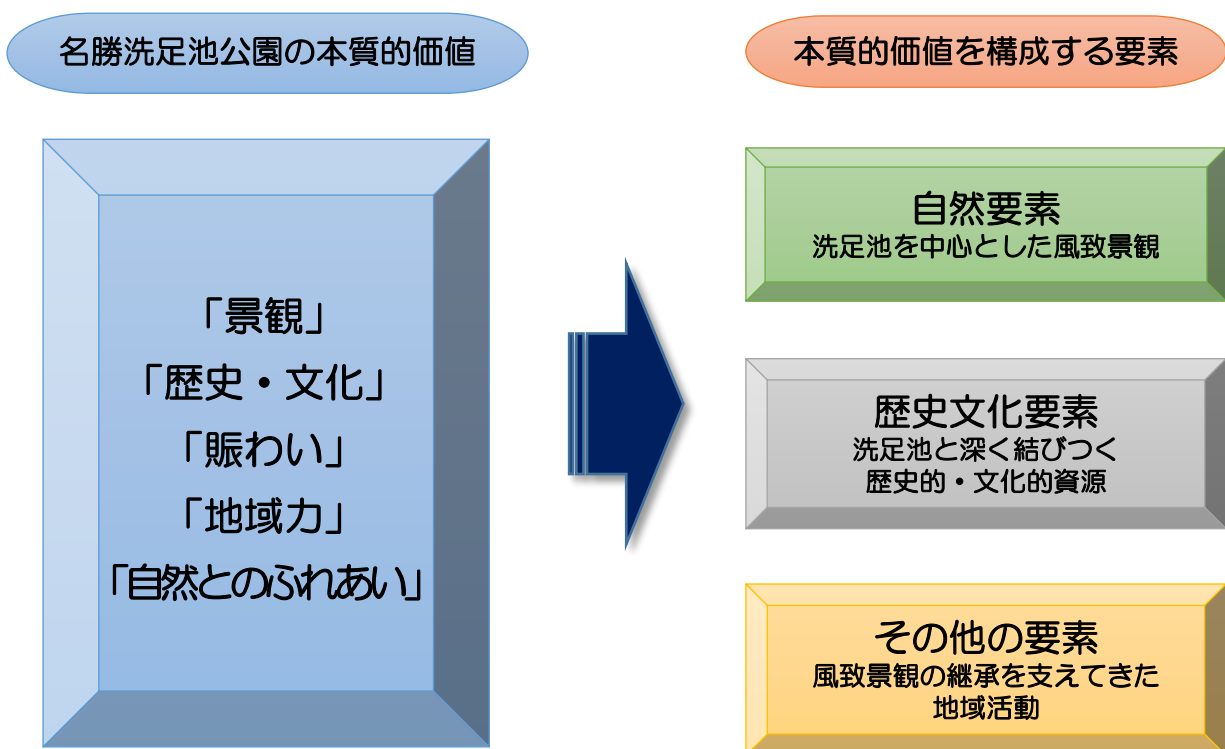 名勝洗足池公園の本質的価値
「景観」
「歴史・文化」
「賑わい」
「地域力」
「自然とのふれあい」
本質的価値を構成する要素
自然要素
洗足池を中心とした風致景観
歴史文化要素
洗足池と深く結びつく
歴史的・文化的資源
その他の要素
風致景観の継承を支えてきた
地域活動